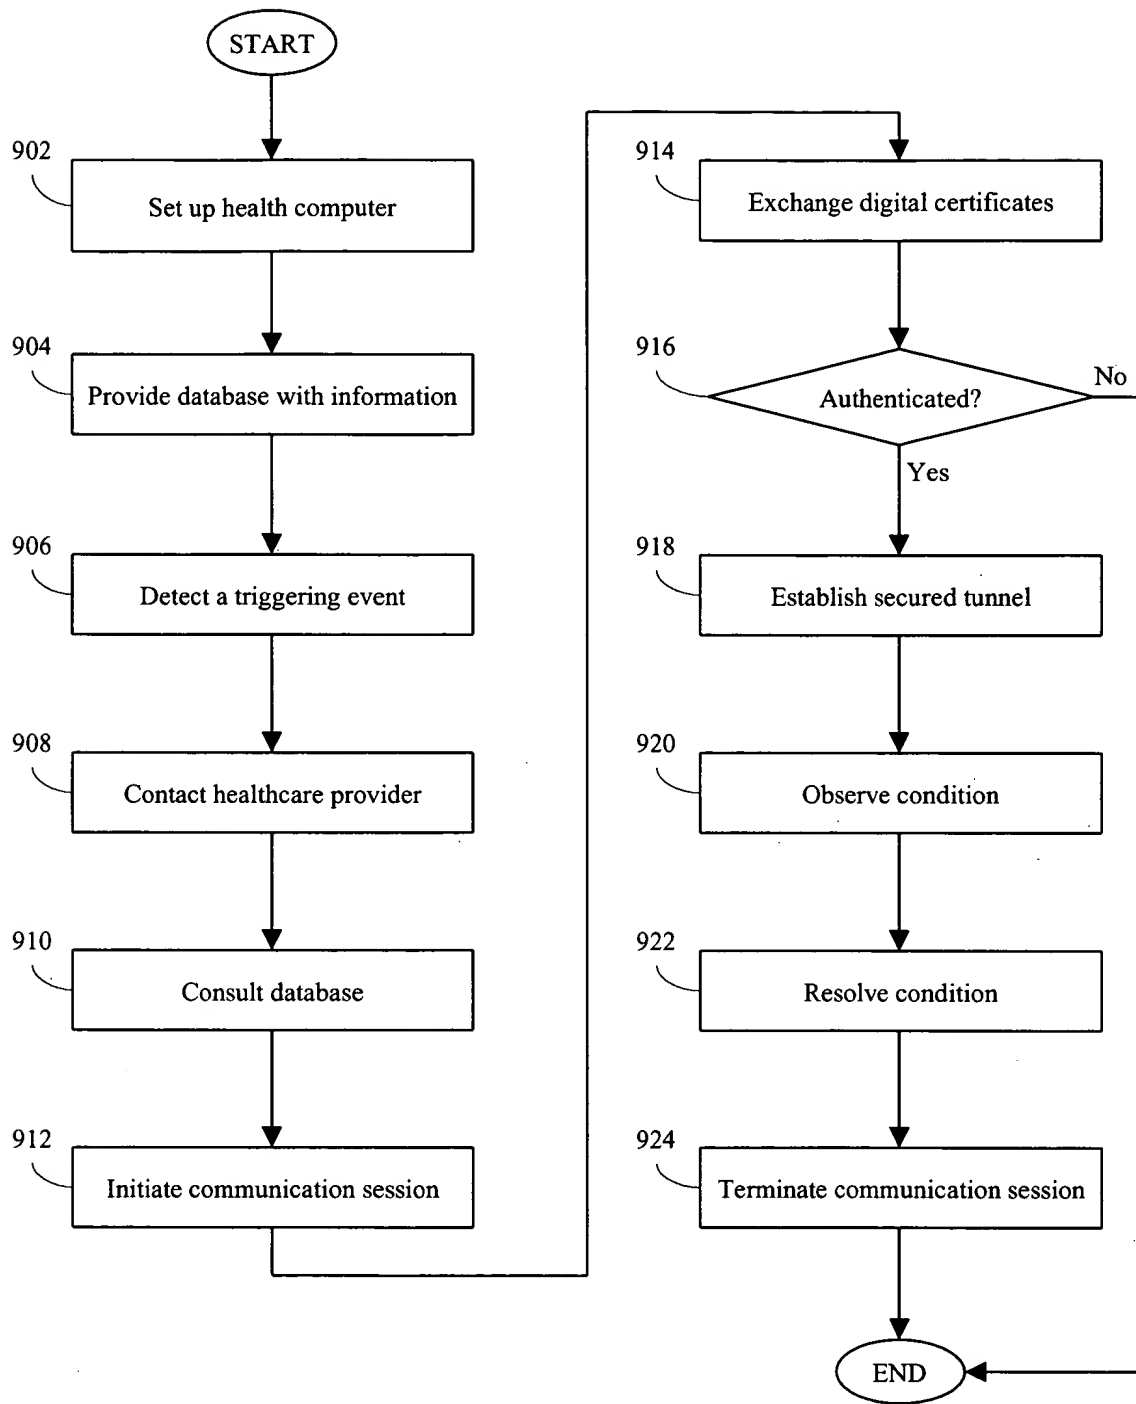 START
902
Set up health computer
904
Provide database with information
906
Detect a triggering event
908
Contact healthcare provider
910
Consult database
912
Initiate communication session
914
Exchange digital certificates
916
Authenticated?
No
Yes
918
Establish secured tunnel
920
Observe condition
922
Resolve condition
924
Terminate communication session
END